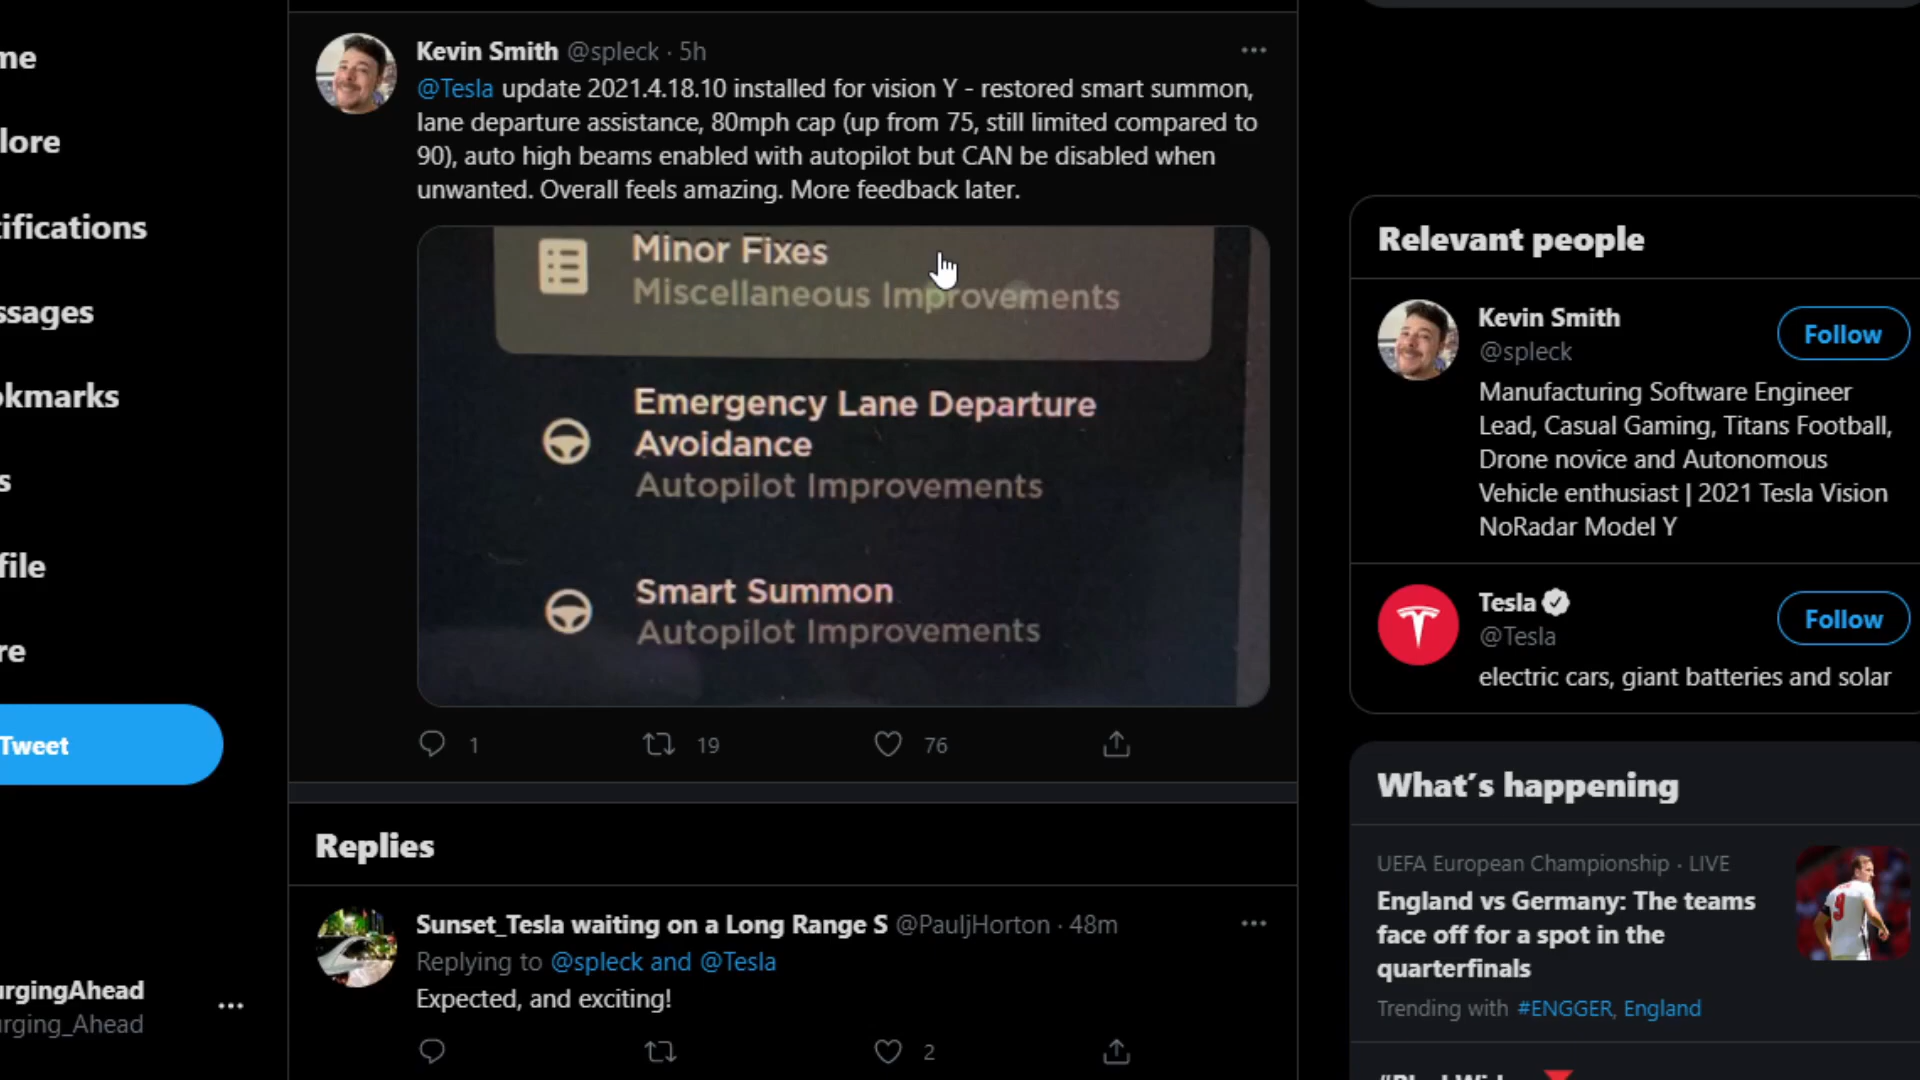 me
lore
ifications
ssages
okmarks
s
file
re
Tweet
urgingAhead
urging_Ahead
Kevin Smith @spleck · 5h
@Tesla update 2021.4.18.10 installed for vision Y - restored smart summon,
lane departure assistance, 80mph cap (up from 75, still limited compared to
90), auto high beams enabled with autopilot but CAN be disabled when
unwanted. Overall feels amazing. More feedback later.
Minor Fixes
Miscellaneous Improvements
Emergency Lane Departure
Avoidance
Autopilot Improvements
Smart Summon
Autopilot Improvements
1 19 76
Replies
Sunset_Tesla waiting on a Long Range S @PauljHorton · 48m
Replying to @spleck and @Tesla
Expected, and exciting!
2
Relevant people
Kevin Smith
@spleck
Follow
Manufacturing Software Engineer
Lead, Casual Gaming, Titans Football,
Drone novice and Autonomous
Vehicle enthusiast | 2021 Tesla Vision
NoRadar Model Y
Tesla
@Tesla
Follow
electric cars, giant batteries and solar
What's happening
UEFA European Championship · LIVE
England vs Germany: The teams
face off for a spot in the
quarterfinals
Trending with #ENGGER, England
9